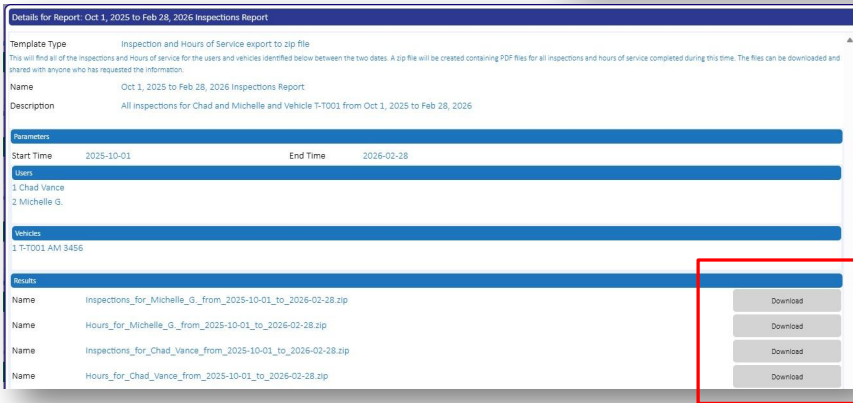 Details for Report: Oct 1, 2025 to Feb 28, 2026 Inspections Report
Template Type Inspection and Hours of Service export to zip file
This will find all of the inspections and Hours of service for the users and vehicles identified below between the two dates. A zip file will be created containing PDF files for all inspections and hours of service completed during this time. The files can be downloaded and
shared with anyone who has requested the information.
Name Oct 1, 2025 to Feb 28, 2026 Inspections Report
Description All inspections for Chad and Michelle and Vehicle T-T001 from Oct 1, 2025 to Feb 28, 2026
Parameters
Start Time 2025-10-01 End Time 2026-02-28
Users
1 Chad Vance
2 Michelle G.
Vehicles
1 T-T001 AM 3456
Results
Name Inspections_for_Michelle_G._from_2025-10-01_to_2026-02-28.zip Download
Name Hours_for_Michelle_G._from_2025-10-01_to_2026-02-28.zip Download
Name Inspections_for_Chad_Vance_from_2025-10-01_to_2026-02-28.zip Download
Name Hours_for_Chad_Vance_from_2025-10-01_to_2026-02-28.zip Download